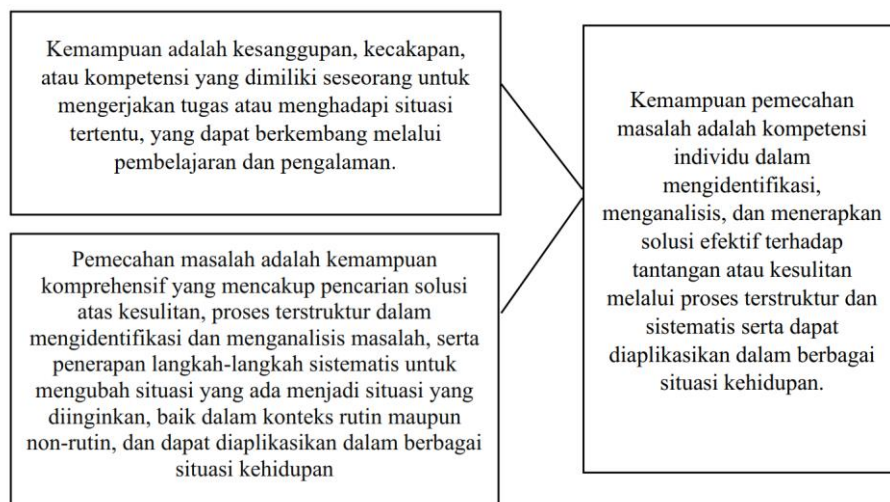 Kemampuan adalah kesanggupan, kecakapan,
atau kompetensi yang dimiliki seseorang untuk
mengerjakan tugas atau menghadapi situasi
tertentu, yang dapat berkembang melalui
pembelajaran dan pengalaman.
Pemecahan masalah adalah kemampuan
komprehensif yang mencakup pencarian solusi
atas kesulitan, proses terstruktur dalam
mengidentifikasi dan menganalisis masalah, serta
penerapan langkah-langkah sistematis untuk
mengubah situasi yang ada menjadi situasi yang
diinginkan, baik dalam konteks rutin maupun
non-rutin, dan dapat diaplikasikan dalam berbagai
situasi kehidupan
Kemampuan pemecahan
masalah adalah kompetensi
individu dalam
mengidentifikasi,
menganalisis, dan menerapkan
solusi efektif terhadap
tantangan atau kesulitan
melalui proses terstruktur dan
sistematis serta dapat
diaplikasikan dalam berbagai
situasi kehidupan.